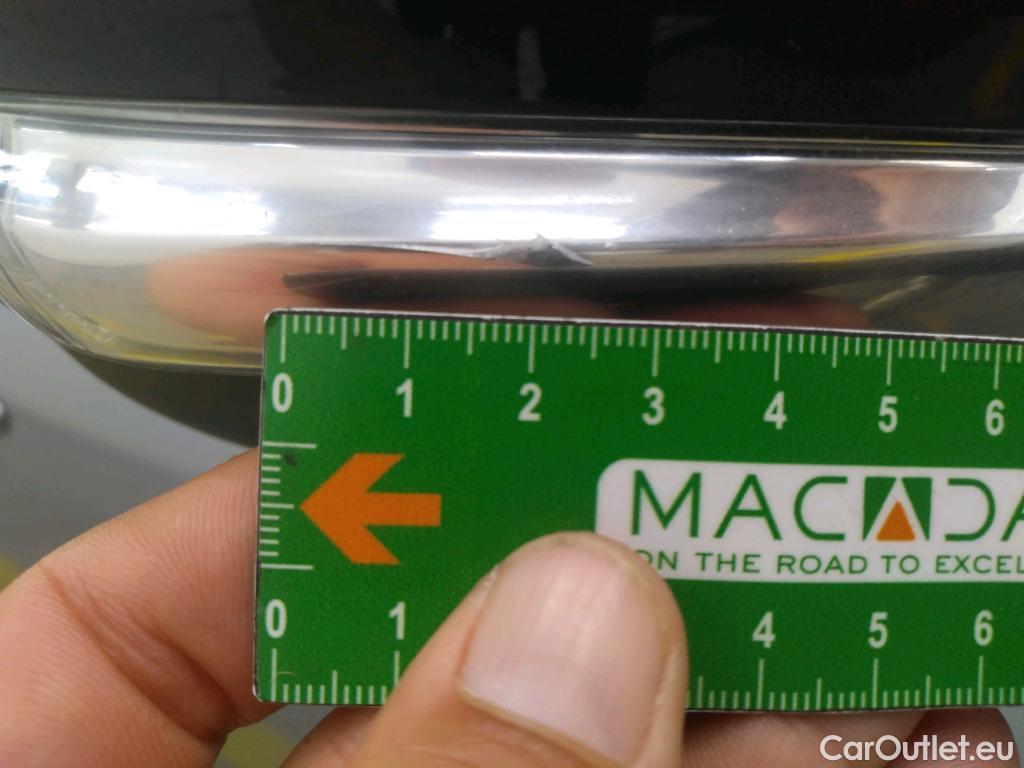 0 1 2 3 4 5 6
MACADA
ON THE ROAD TO EXCEL
0 1 4 5 6
CarOutlet.eu